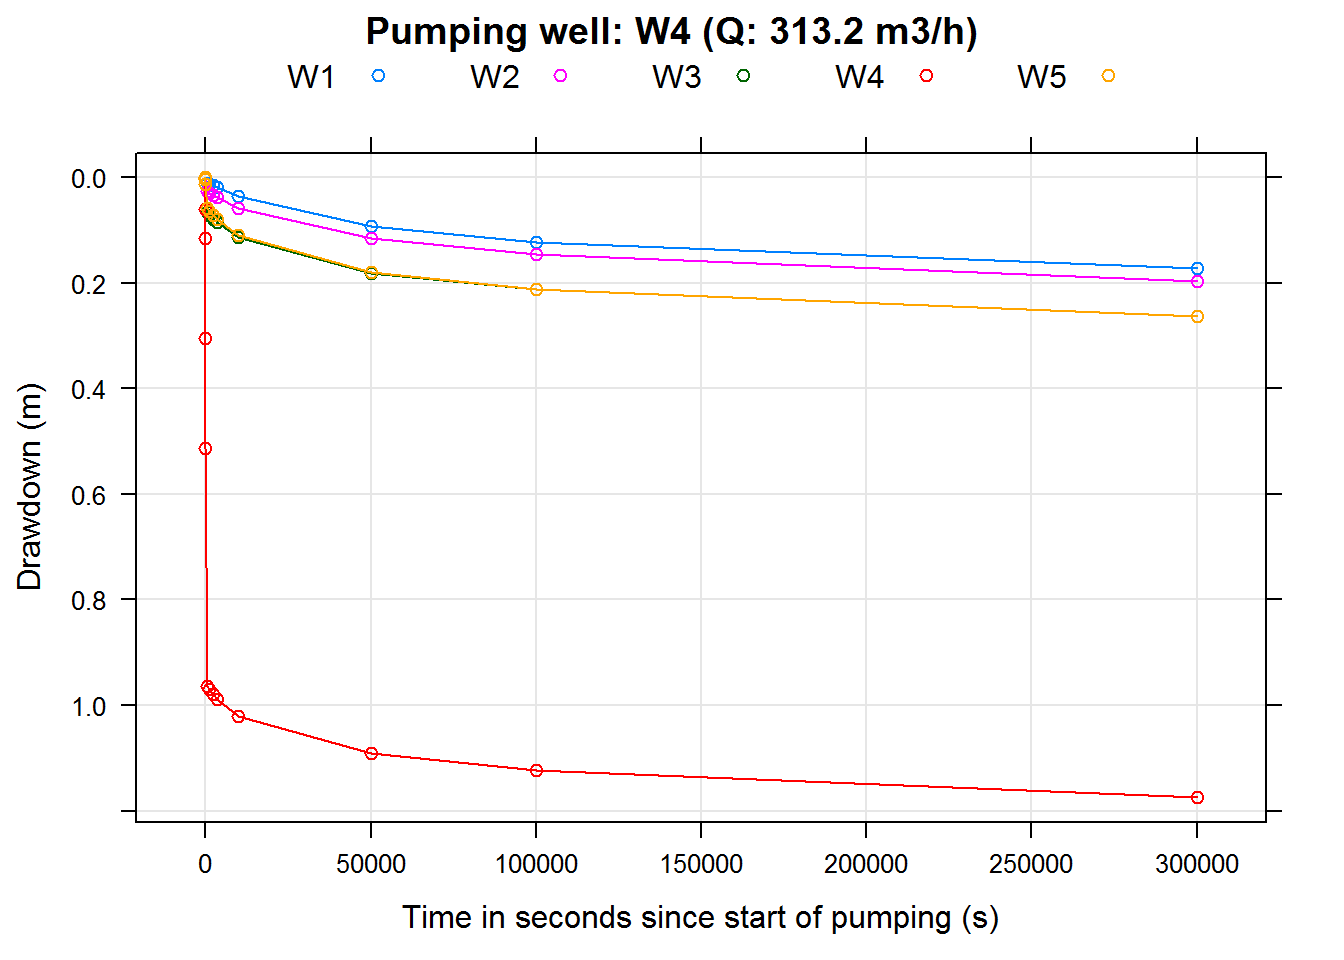 Pumping well: W4 (Q: 313.2 m3/h)
W1 W2 W3 W4 W5
0.0
0.2
0.4
0.6
0.8
1.0
Drawdown (m)
0 50000 100000 150000 200000 250000 300000
Time in seconds since start of pumping (s)